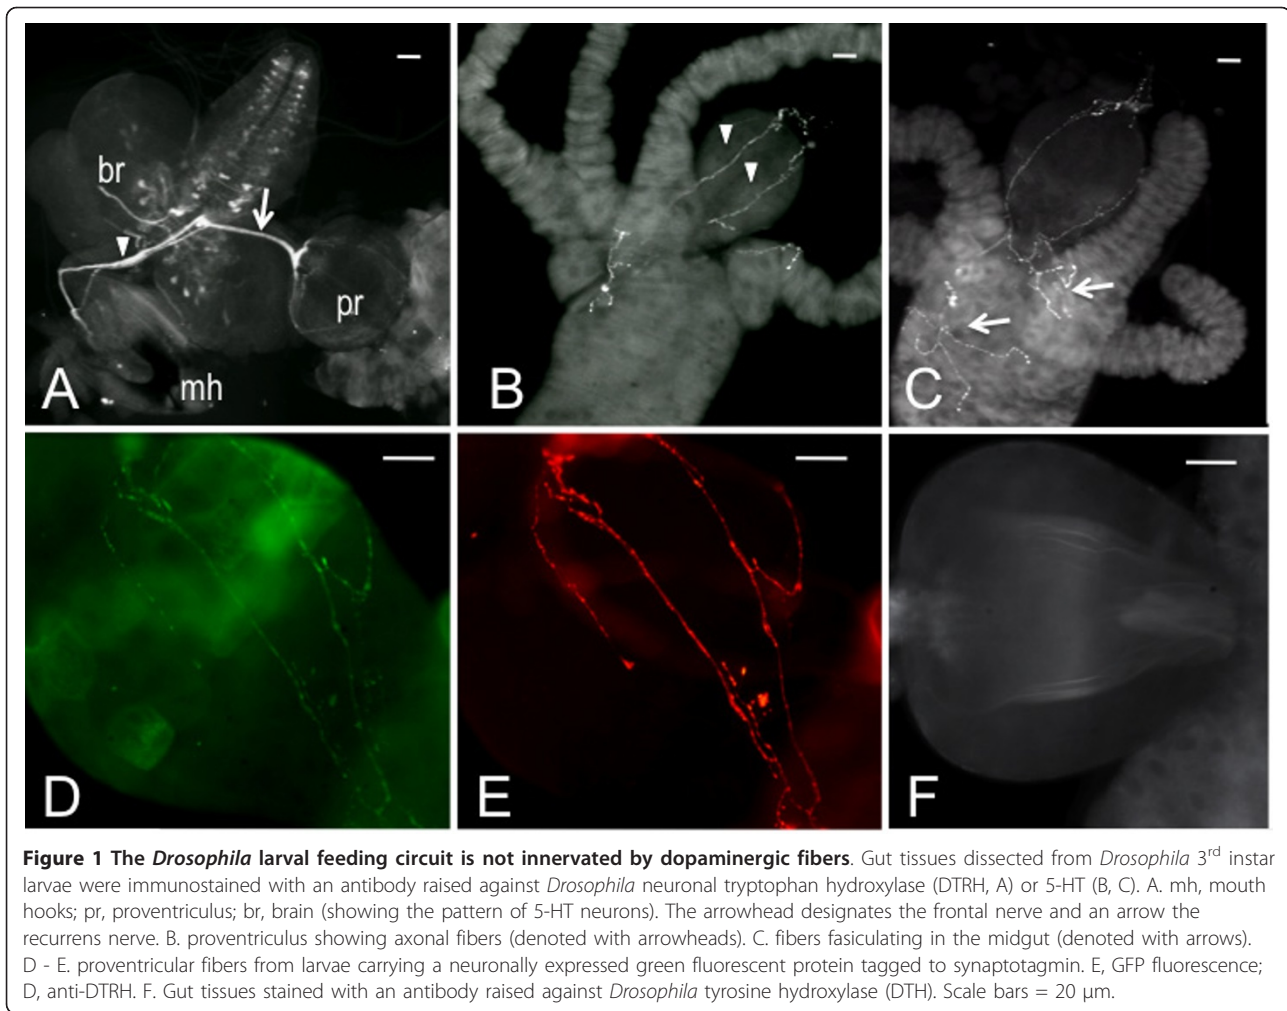 br
pr
mh
A
B
C
D
E
F
Figure 1 The Drosophila larval feeding circuit is not innervated by dopaminergic fibers. Gut tissues dissected from Drosophila 3rd instar
larvae were immunostained with an antibody raised against Drosophila neuronal tryptophan hydroxylase (DTRH, A) or 5-HT (B, C). A. mh, mouth
hooks; pr, proventriculus; br, brain (showing the pattern of 5-HT neurons). The arrowhead designates the frontal nerve and an arrow the
recurrens nerve. B. proventriculus showing axonal fibers (denoted with arrowheads). C. fibers fasiculating in the midgut (denoted with arrows).
D - E. proventricular fibers from larvae carrying a neuronally expressed green fluorescent protein tagged to synaptotagmin. E, GFP fluorescence;
D, anti-DTRH. F. Gut tissues stained with an antibody raised against Drosophila tyrosine hydroxylase (DTH). Scale bars = 20 μm.